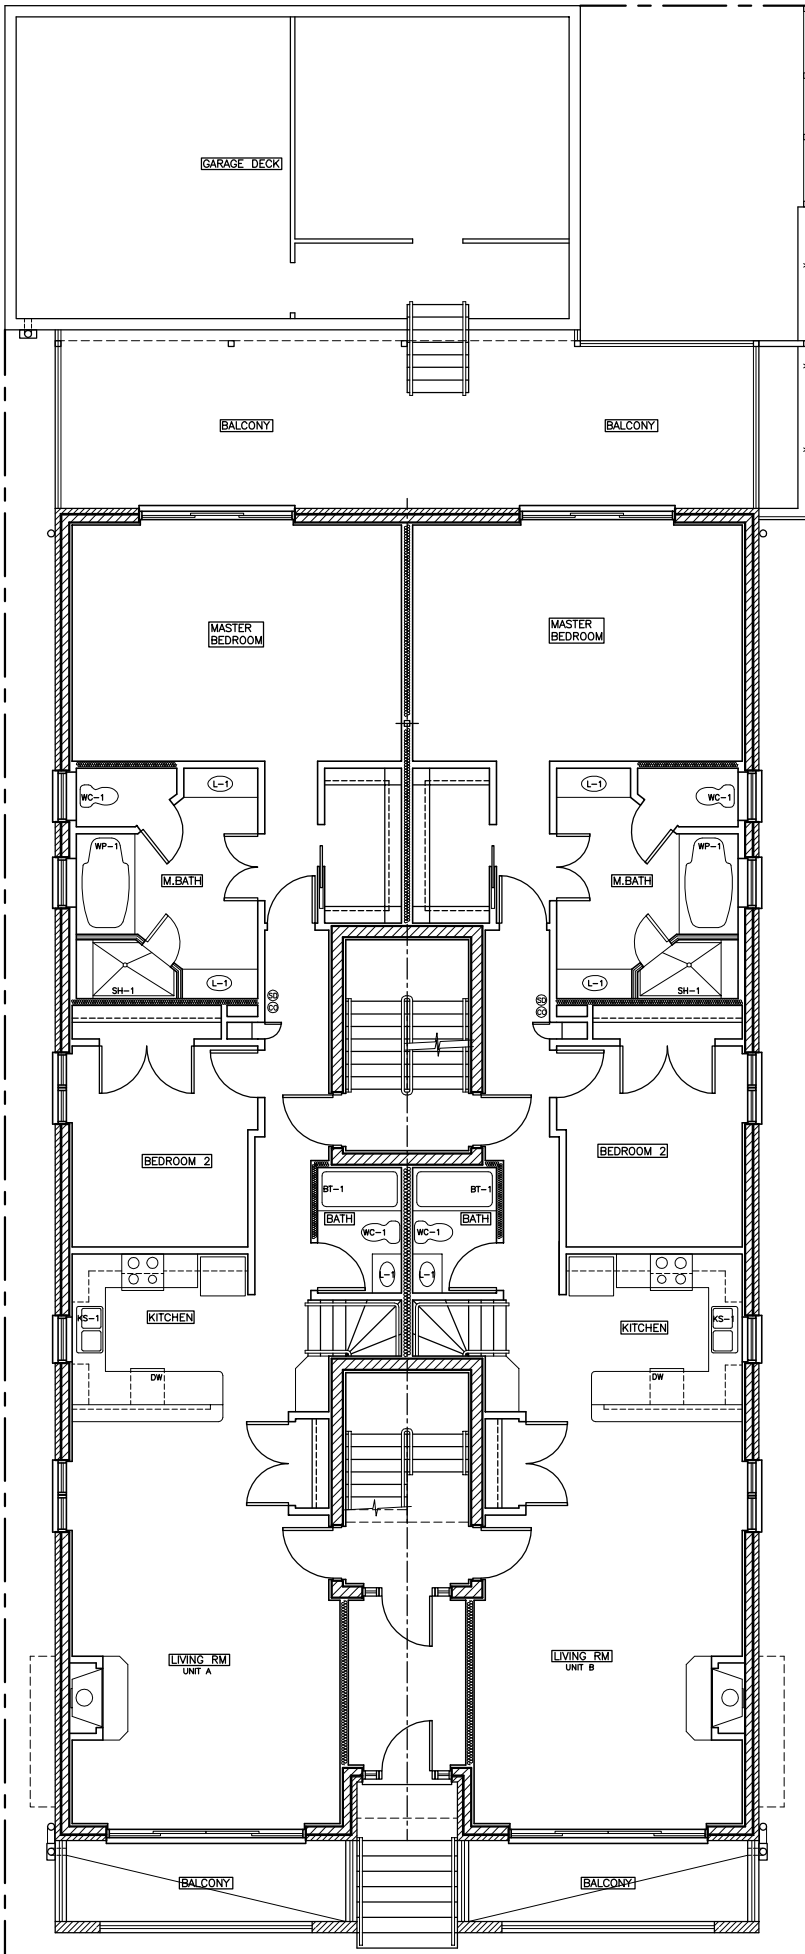 GARAGE DECK
BALCONY
BALCONY
MASTER
BEDROOM
MASTER
BEDROOM
WC-1
L-1
L-1
WC-1
WP-1
WP-1
M.BATH
M.BATH
SH-1
L-1
L-1
SH-1
SD
CO
SD
CO
BEDROOM 2
BEDROOM 2
BT-1
BT-1
BATH
BATH
WC-1
WC-1
L-1
L-1
KS-1
KITCHEN
KITCHEN
KS-1
DW
DW
LIVING RM
UNIT A
LIVING RM
UNIT B
BALCONY
BALCONY